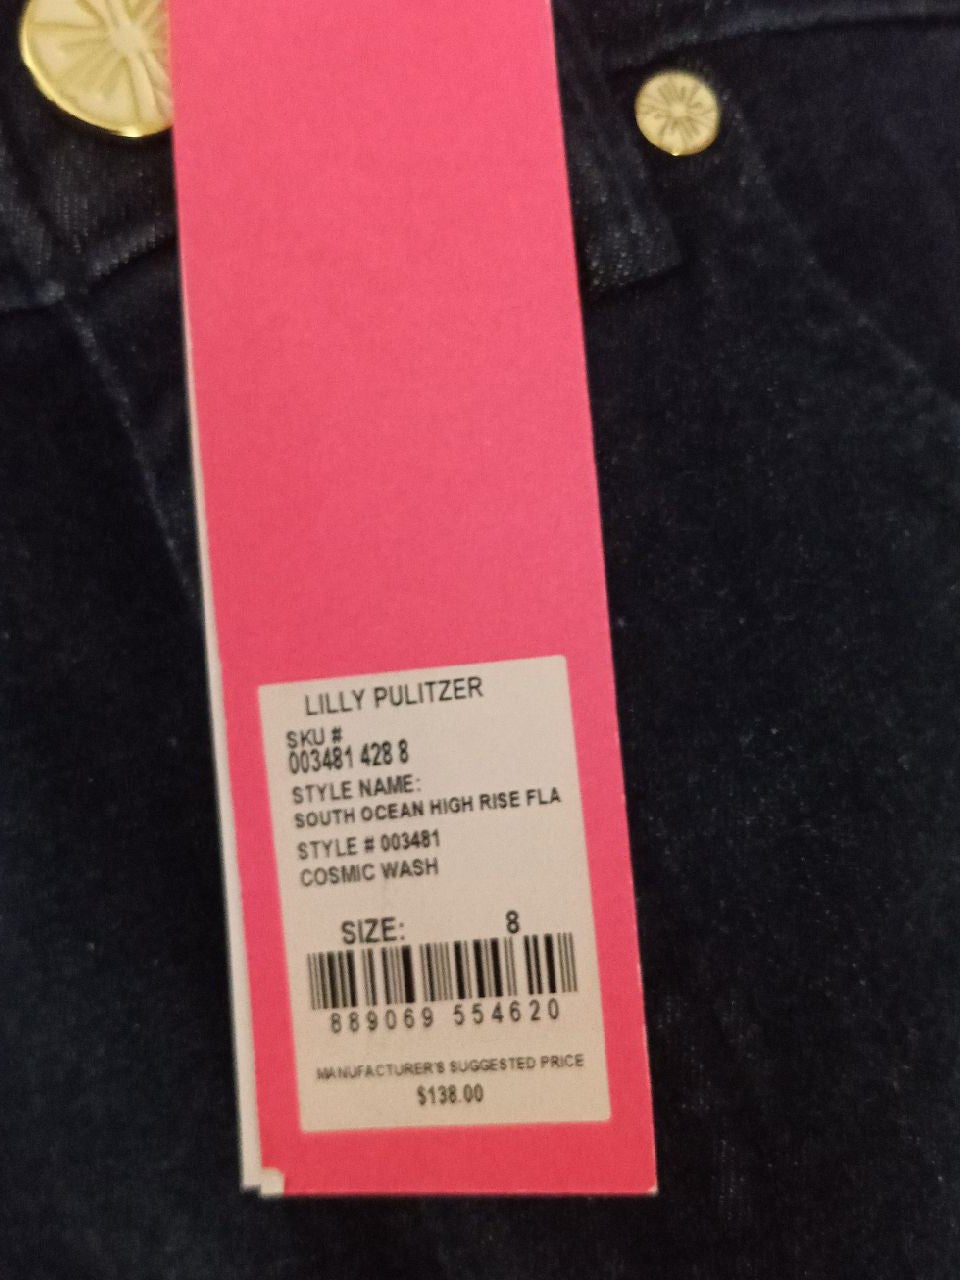 LILLY PULITZER
SKU #
003481 428 8
STYLE NAME:
SOUTH OCEAN HIGH RISE FLA
STYLE # 003481
COSMIC WASH
SIZE: 8
889069 554620
MANUFACTURER'S SUGGESTED PRICE
$138.00